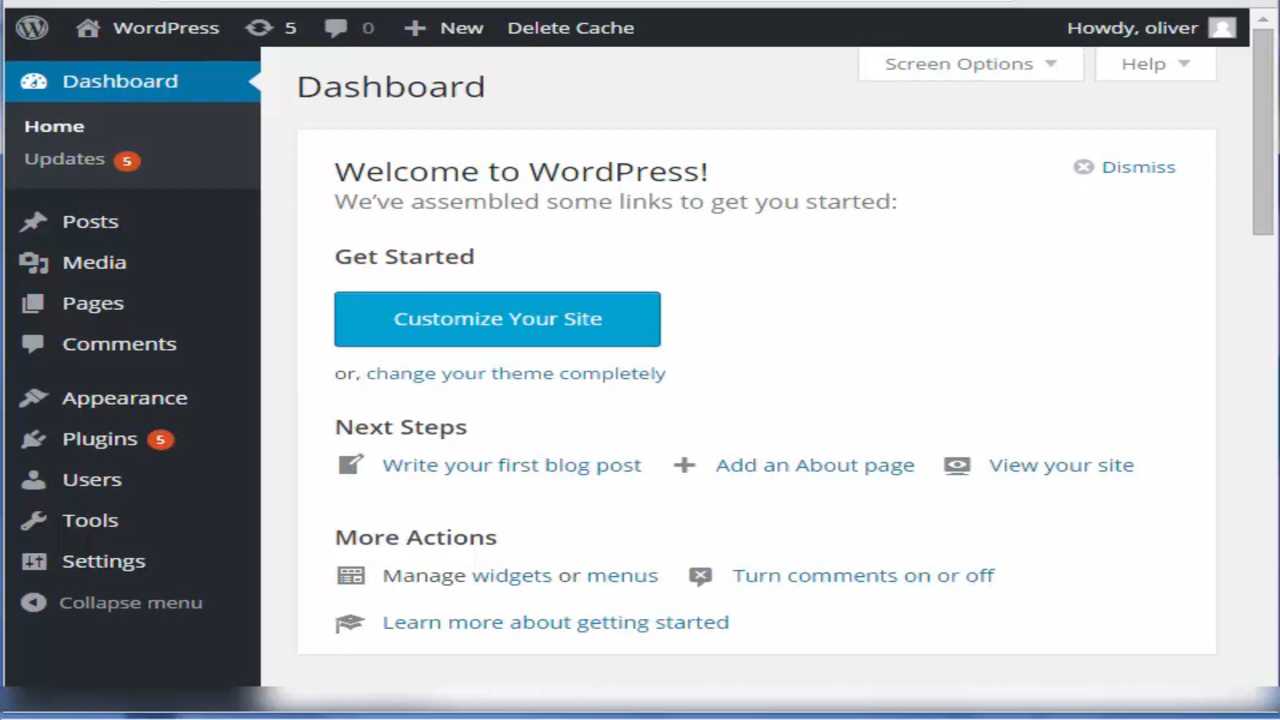 WordPress 5 0 New Delete Cache Howdy, oliver
Dashboard
Home
Updates 5
Posts
Media
Pages
Comments
Appearance
Plugins 5
Users
Tools
Settings
Collapse menu
Screen Options Help
Dashboard
Welcome to WordPress!
Dismiss
We've assembled some links to get you started:
Get Started
Customize Your Site
or, change your theme completely
Next Steps
Write your first blog post Add an About page View your site
More Actions
Manage widgets or menus Turn comments on or off
Learn more about getting started